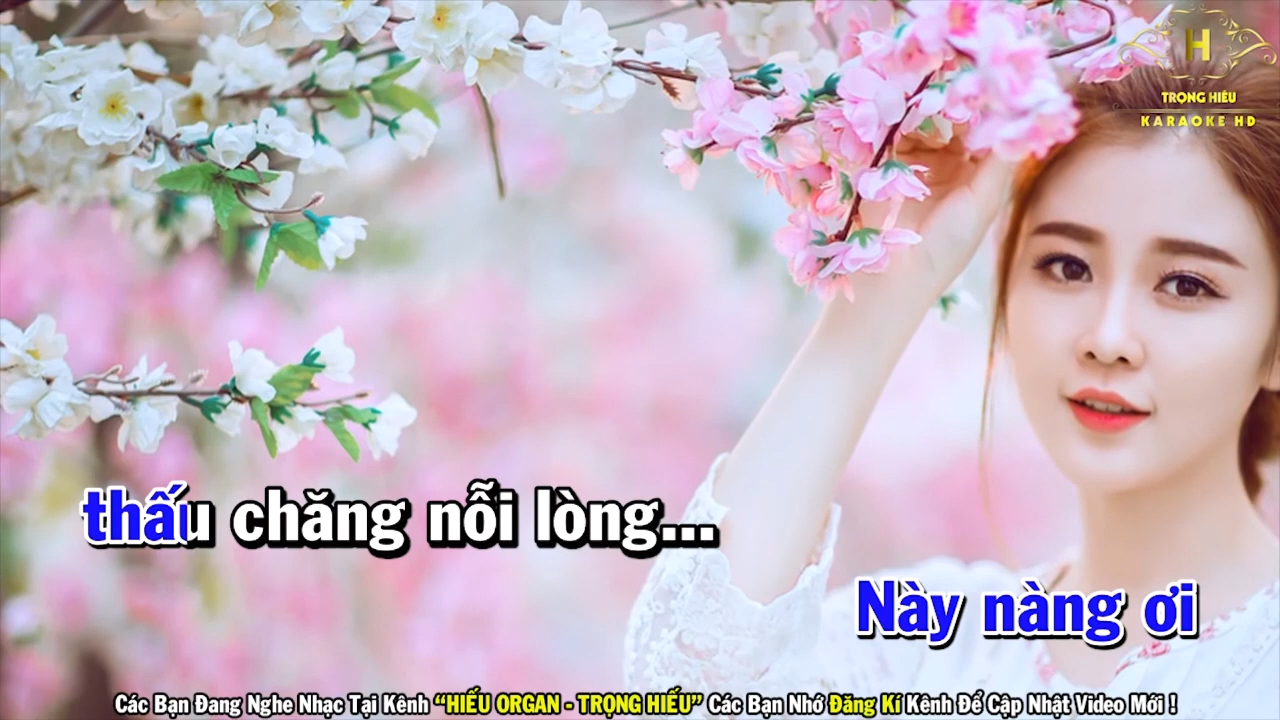 H
TRỌNG HIẾU
KARAOKE HD
thấu chăng nỗi lòng...
Này nàng ơi
Các Bạn Đang Nghe Nhạc Tại Kênh “HIẾU ORGAN - TRỌNG HIẾU” Các Bạn Nhớ Đăng Kí Kênh Để Cập Nhật Video Mới !